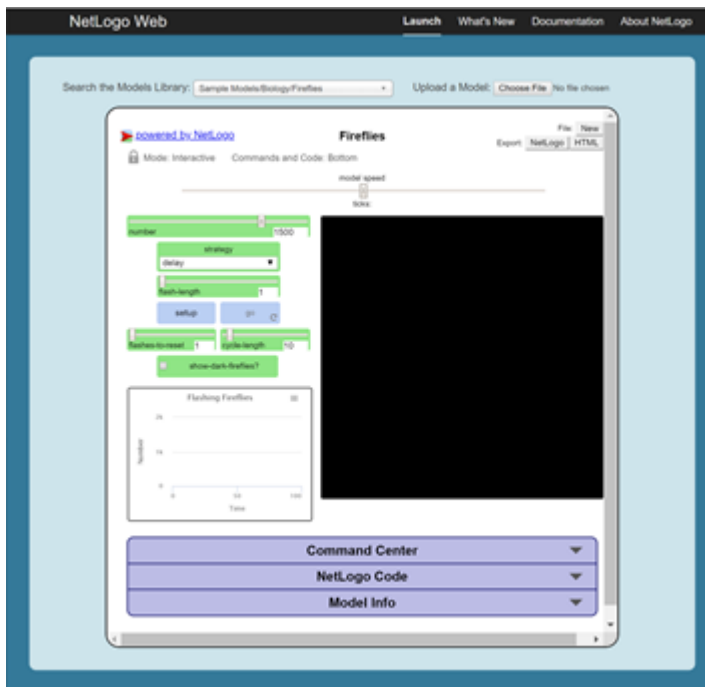 NetLogo Web Launch What's New Documentation About NetLogo
Search the Models Library: Sample Models/Biology/Fireflies Upload a Model: Choose File No file chosen
powered by NetLogo Fireflies File: New
Export: NetLogo HTML
Mode: Interactive Commands and Code: Bottom
model speed
ticks:
number 1500
strategy
delay
flash-length 1
setup go
flashes-to-reset 1 cycle-length 10
show-dark-fireflies?
Flashing Fireflies
2k
Number
1k
0
0 50 100
Time
Command Center
NetLogo Code
Model Info